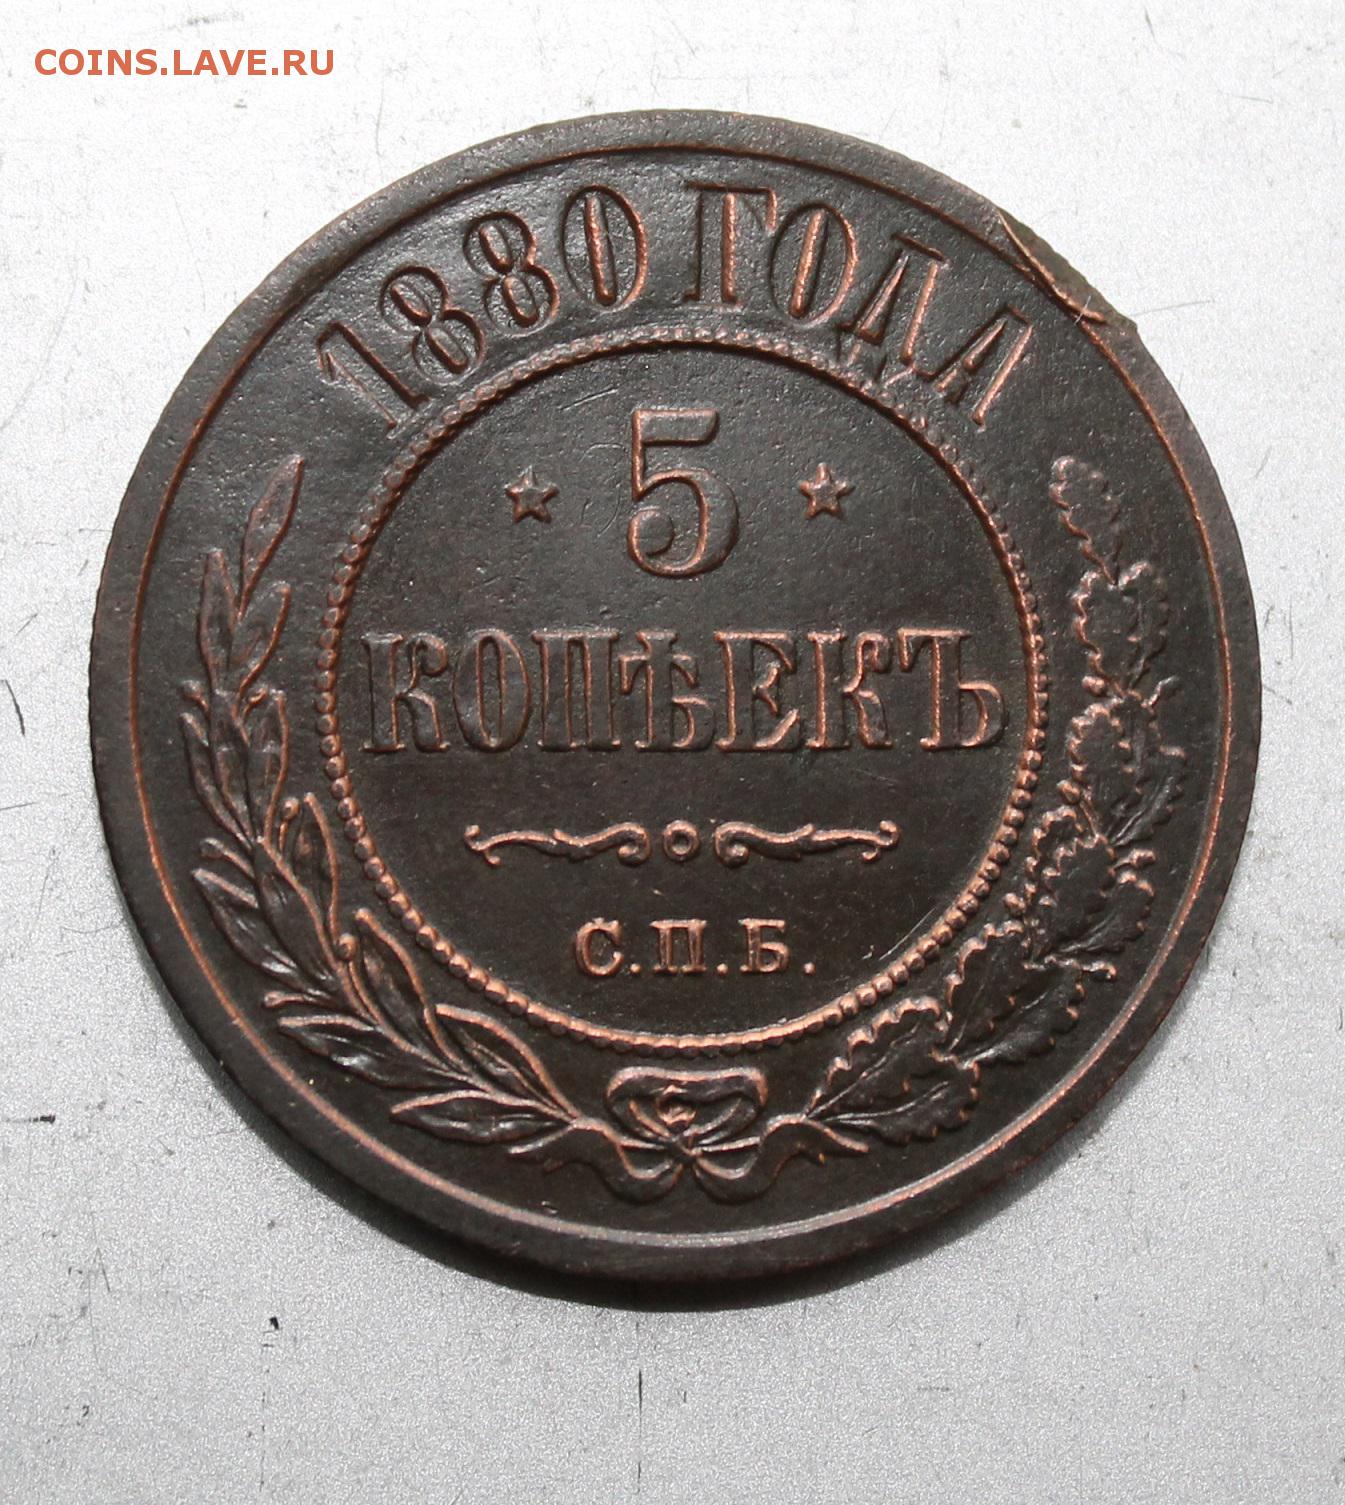 COINS.LAVE.RU
1880 ГОДА
5
КОПѢЕКЪ
С.П.Б.